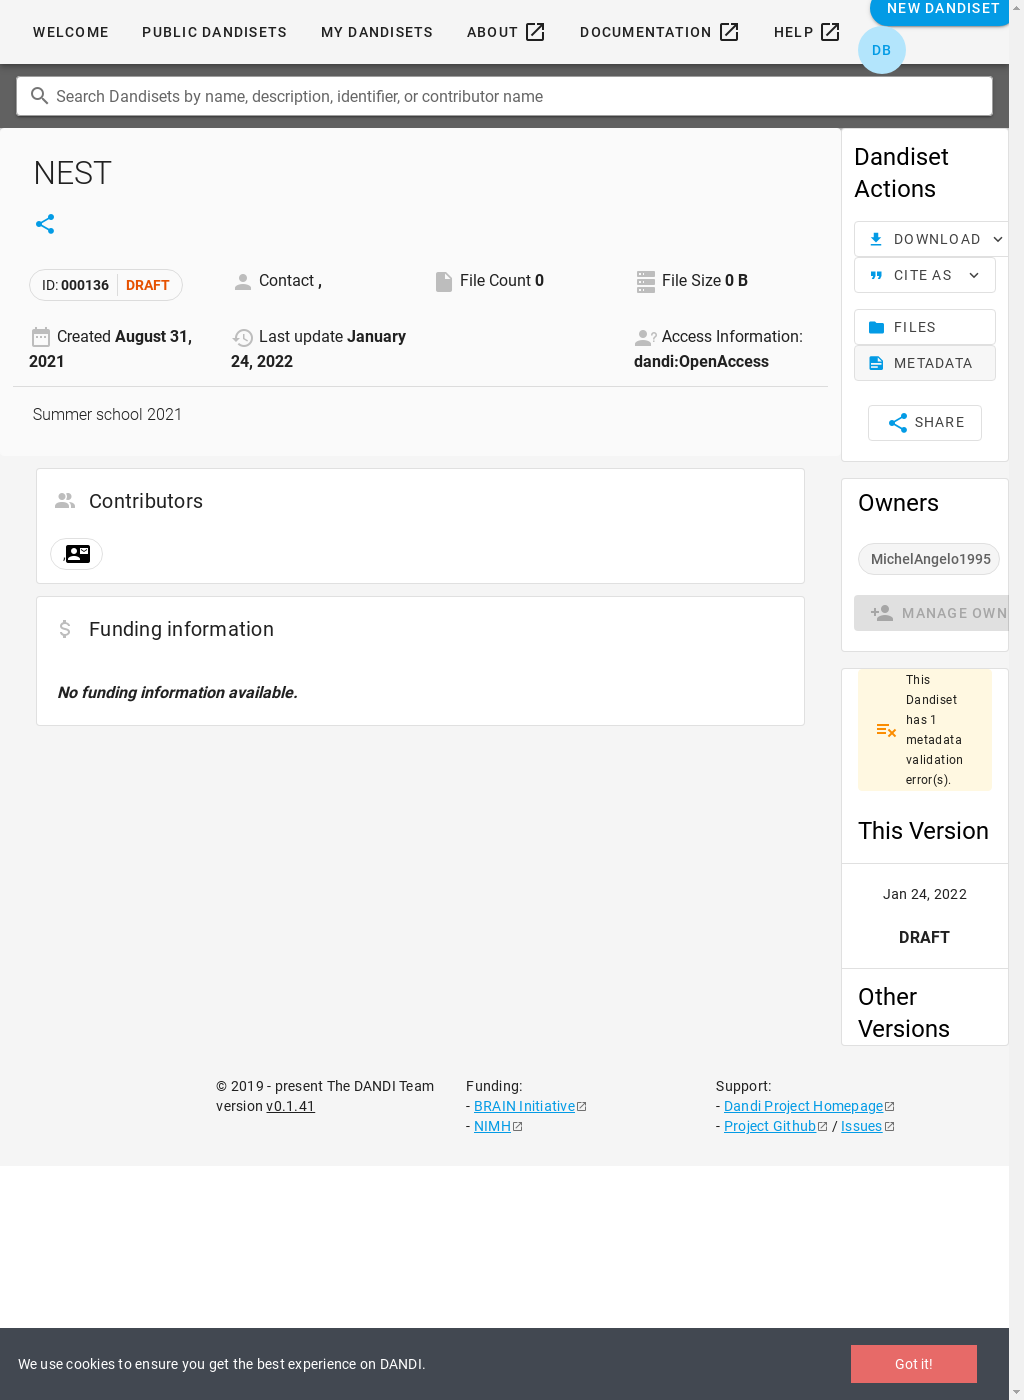 WELCOME PUBLIC DANDISETS MY DANDISETS ABOUT DOCUMENTATION HELP NEW DANDISET
DB
Search Dandisets by name, description, identifier, or contributor name
NEST
ID: 000136 DRAFT
Contact ,
File Count 0
File Size 0 B
Created August 31, 2021
Last update January 24, 2022
Access Information: dandi:OpenAccess
Summer school 2021
Contributors
,
Funding information
No funding information available.
Dandiset
Actions
DOWNLOAD
CITE AS
FILES
METADATA
SHARE
Owners
MichelAngelo1995
MANAGE OWN
This
Dandiset
has 1
metadata
validation
error(s).
This Version
Jan 24, 2022
DRAFT
Other
Versions
© 2019 - present The DANDI Team
version v0.1.41
Funding:
- BRAIN Initiative
- NIMH
Support:
- Dandi Project Homepage
- Project Github / Issues
We use cookies to ensure you get the best experience on DANDI.
Got it!